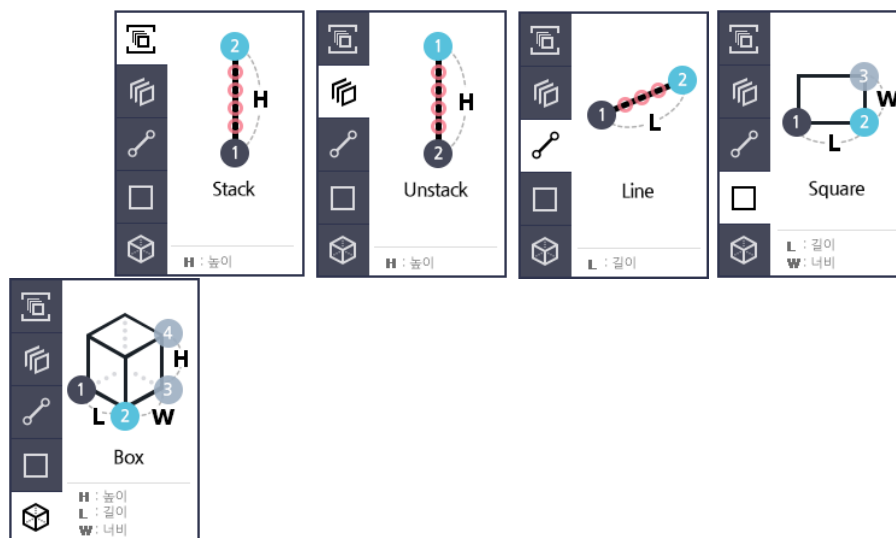 2
H
1
Stack
H : 높이
1
H
2
Unstack
H : 높이
1
2
L
Line
L : 길이
3
W
1
2
L
Square
L : 길이
W : 너비
4
H
1
3
L
2
W
Box
H : 높이
L : 길이
W : 너비